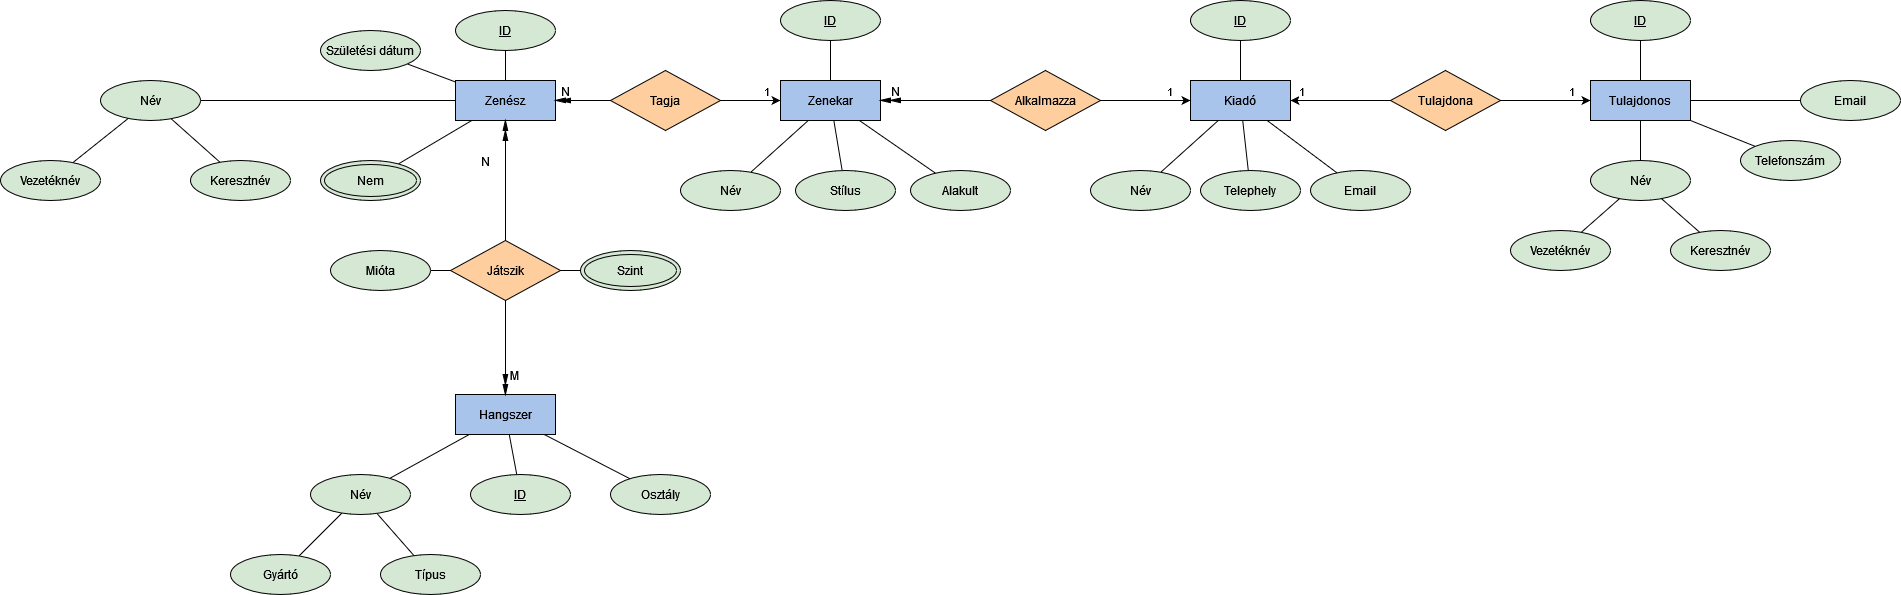 ID
ID
ID
ID
Születési dátum
Név
Zenész
N
Tagja
1
Zenekar
N
Alkalmazza
1
Kiadó
1
Tulajdona
1
Tulajdonos
Email
Vezetéknév
Keresztnév
Nem
N
Név
Stílus
Alakult
Név
Telephely
Email
Név
Telefonszám
Vezetéknév
Keresztnév
Mióta
Játszik
Szint
M
Hangszer
Név
ID
Osztály
Gyártó
Típus